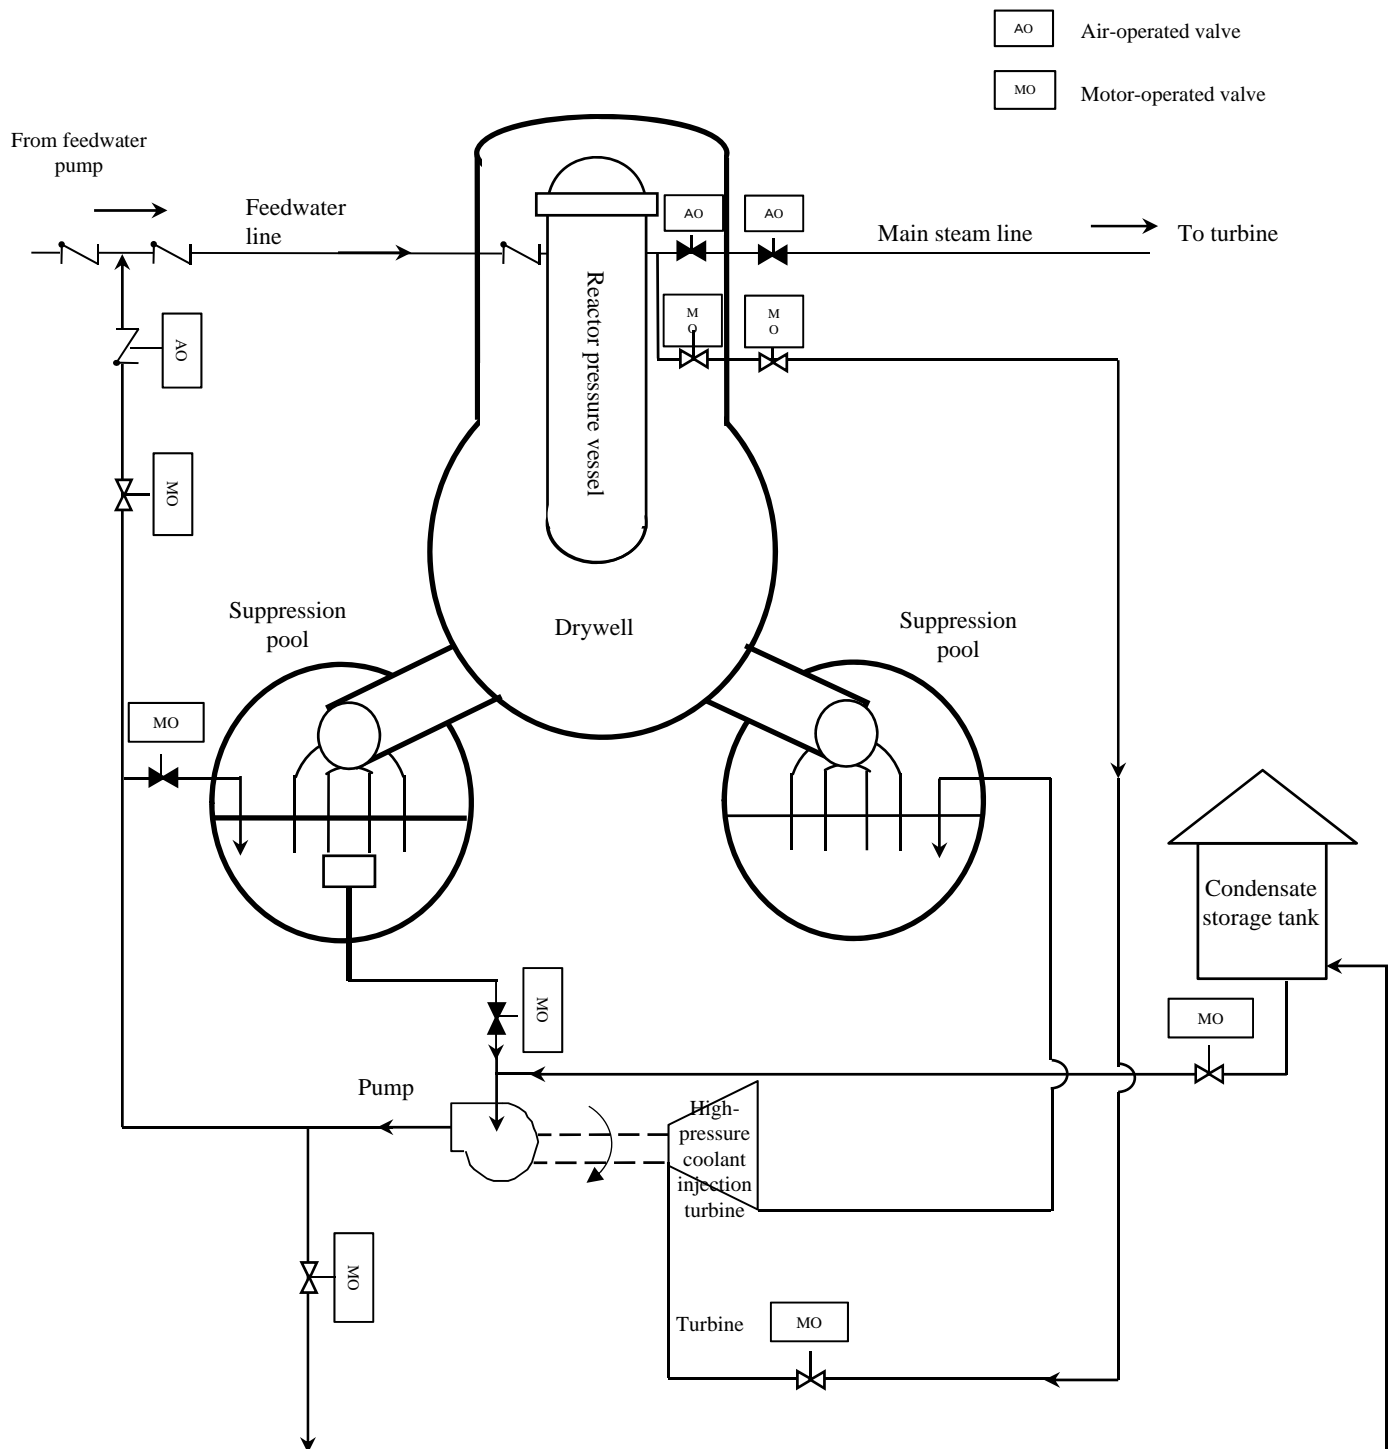 AO
Air-operated valve
MO
Motor-operated valve
From feedwater
pump
Feedwater
line
AO
AO
Main steam line
To turbine
M
O
M
O
AO
Reactor pressure vessel
MO
Suppression
pool
Drywell
Suppression
pool
MO
Condensate
storage tank
MO
MO
Pump
High-
pressure
coolant
injection
turbine
MO
Turbine
MO